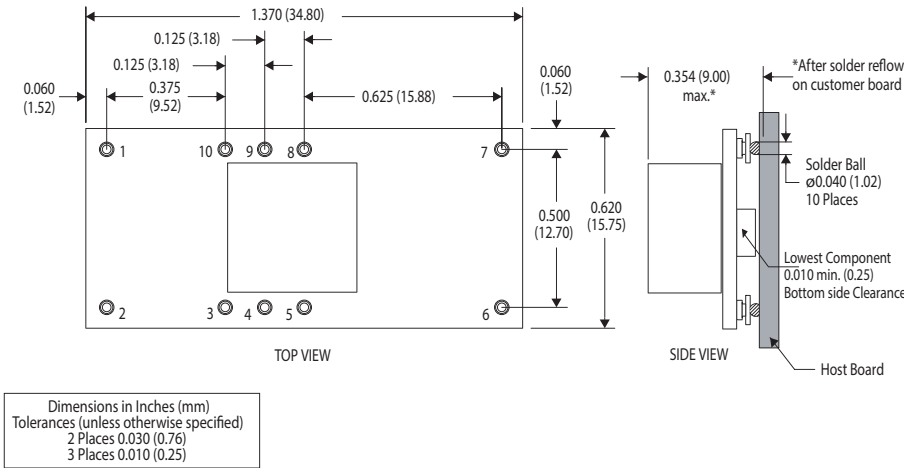 1.370 (34.80)
0.125 (3.18)
0.125 (3.18)
0.060
(1.52)
0.375
(9.52)
0.625 (15.88)
0.060
(1.52)
1
10
9
8
7
0.500
(12.70)
0.620
(15.75)
2
3
4
5
6
TOP VIEW
0.354 (9.00)
max.*
*After solder reflow
on customer board
Solder Ball
ø0.040 (1.02)
10 Places
Lowest Component
0.010 min. (0.25)
Bottom side Clearance
SIDE VIEW
Host Board
Dimensions in Inches (mm)
Tolerances (unless otherwise specified)
2 Places 0.030 (0.76)
3 Places 0.010 (0.25)